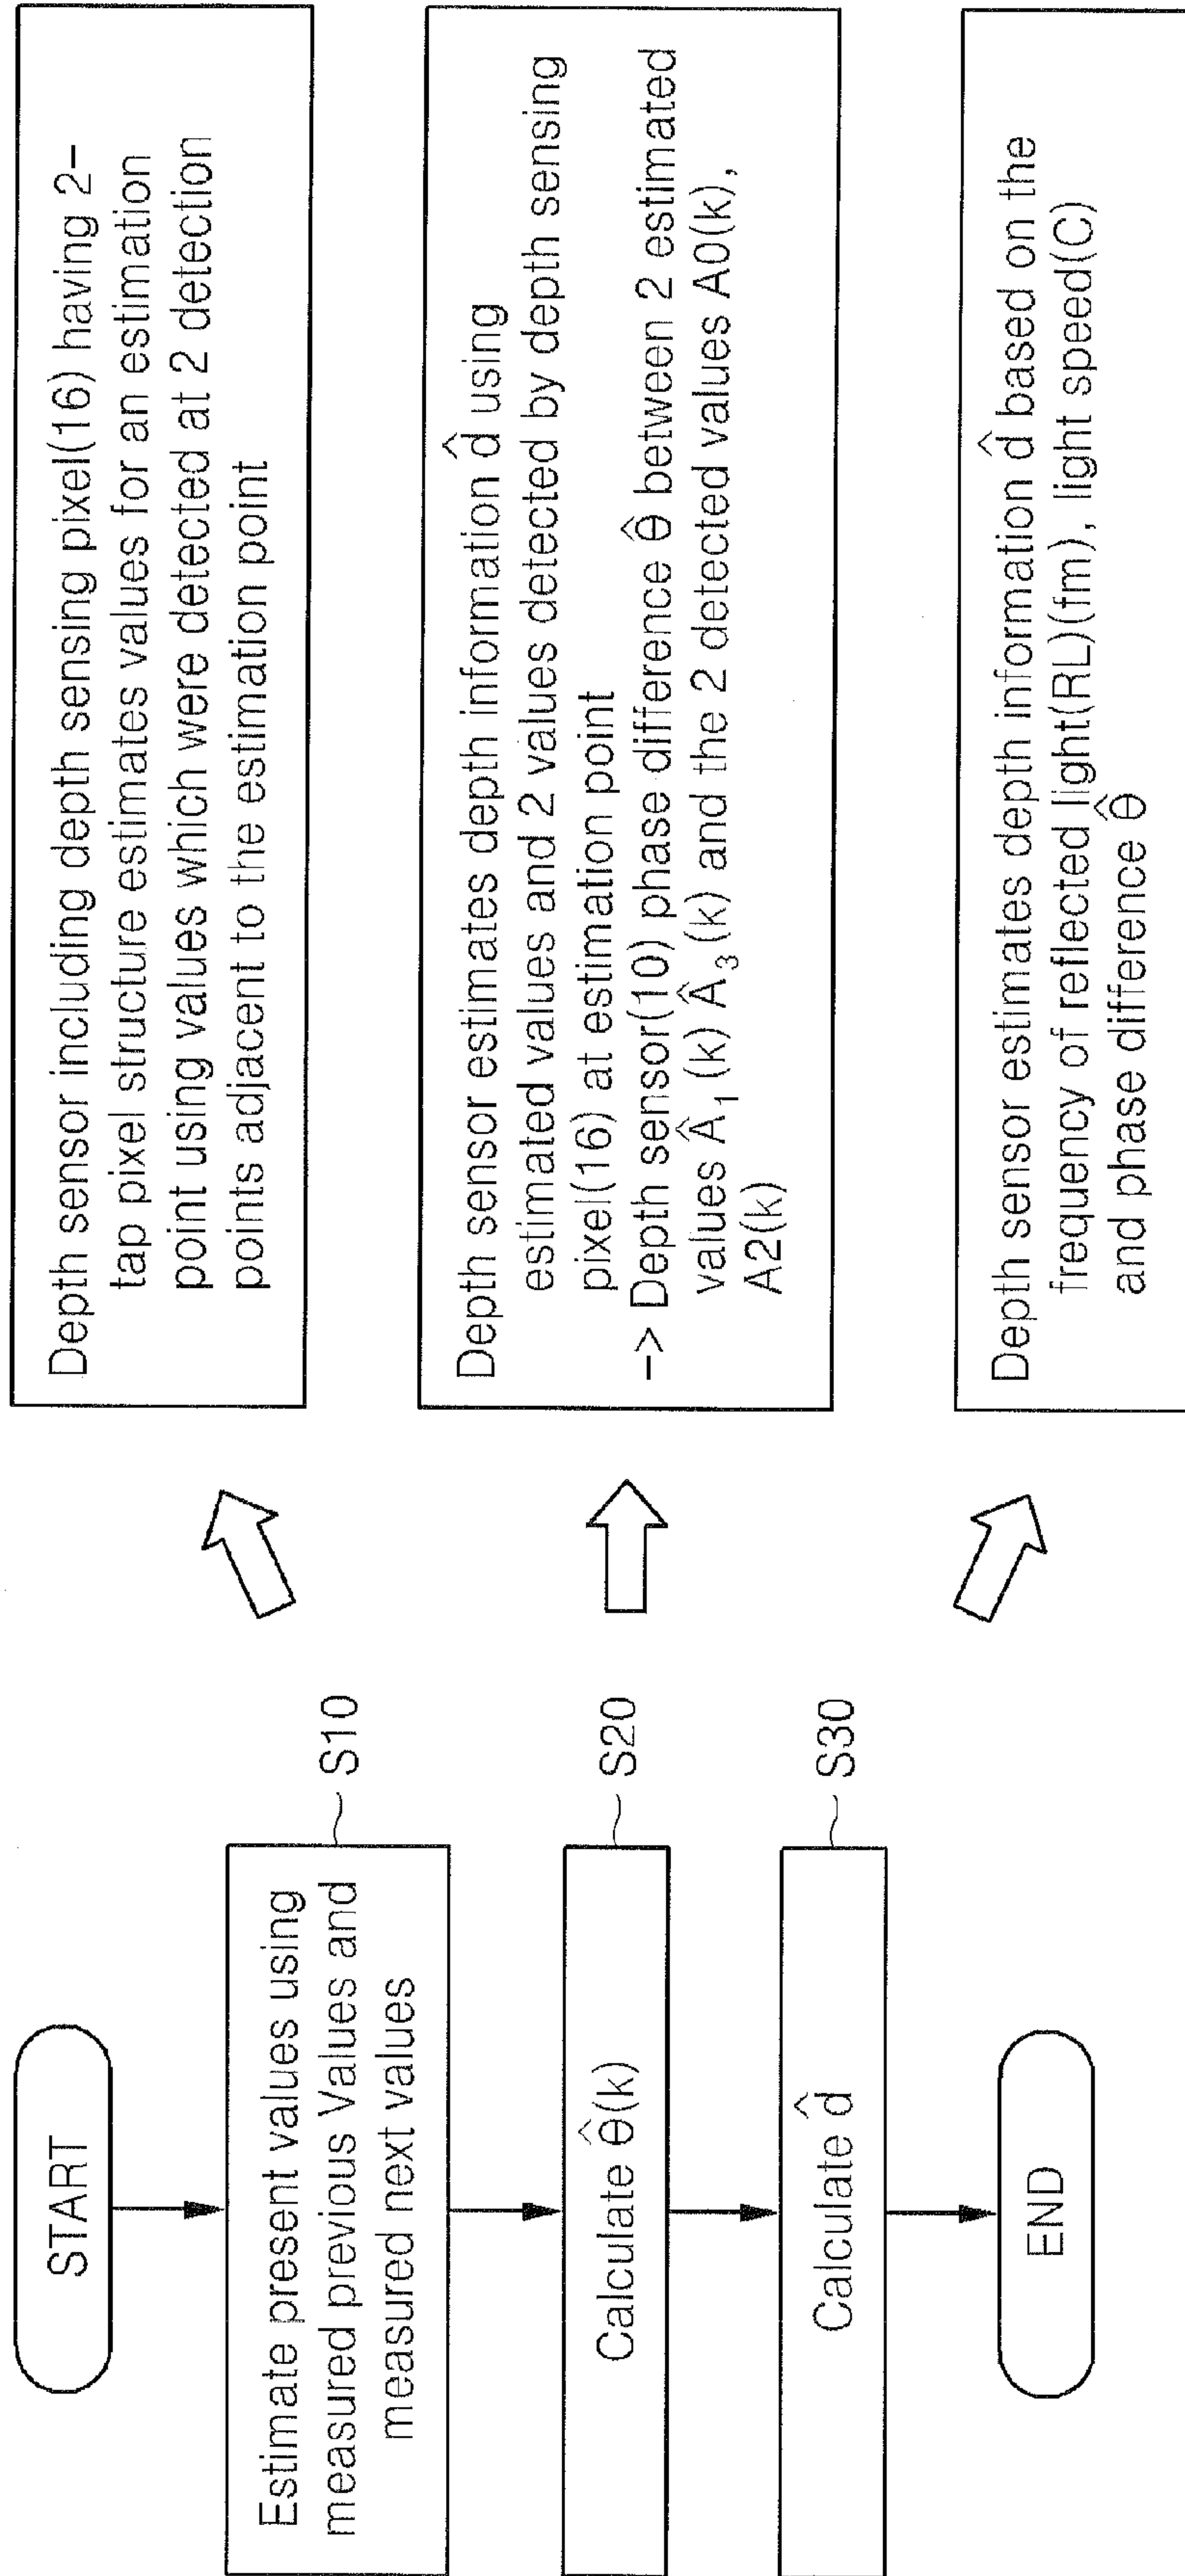 START
Estimate present values using
measured previous Values and
measured next values
S10
Calculate θ̂(k)
S20
Calculate d̂
S30
END
Depth sensor including depth sensing pixel(16) having 2-
tap pixel structure estimates values for an estimation
point using values which were detected at 2 detection
points adjacent to the estimation point
Depth sensor estimates depth information d̂ using
estimated values and 2 values detected by depth sensing
pixel(16) at estimation point
-> Depth sensor(10) phase difference θ̂ between 2 estimated
values Â₁(k) Â₃(k) and the 2 detected values A0(k),
A2(k)
Depth sensor estimates depth information d̂ based on the
frequency of reflected light(RL)(fm), light speed(C)
and phase difference θ̂